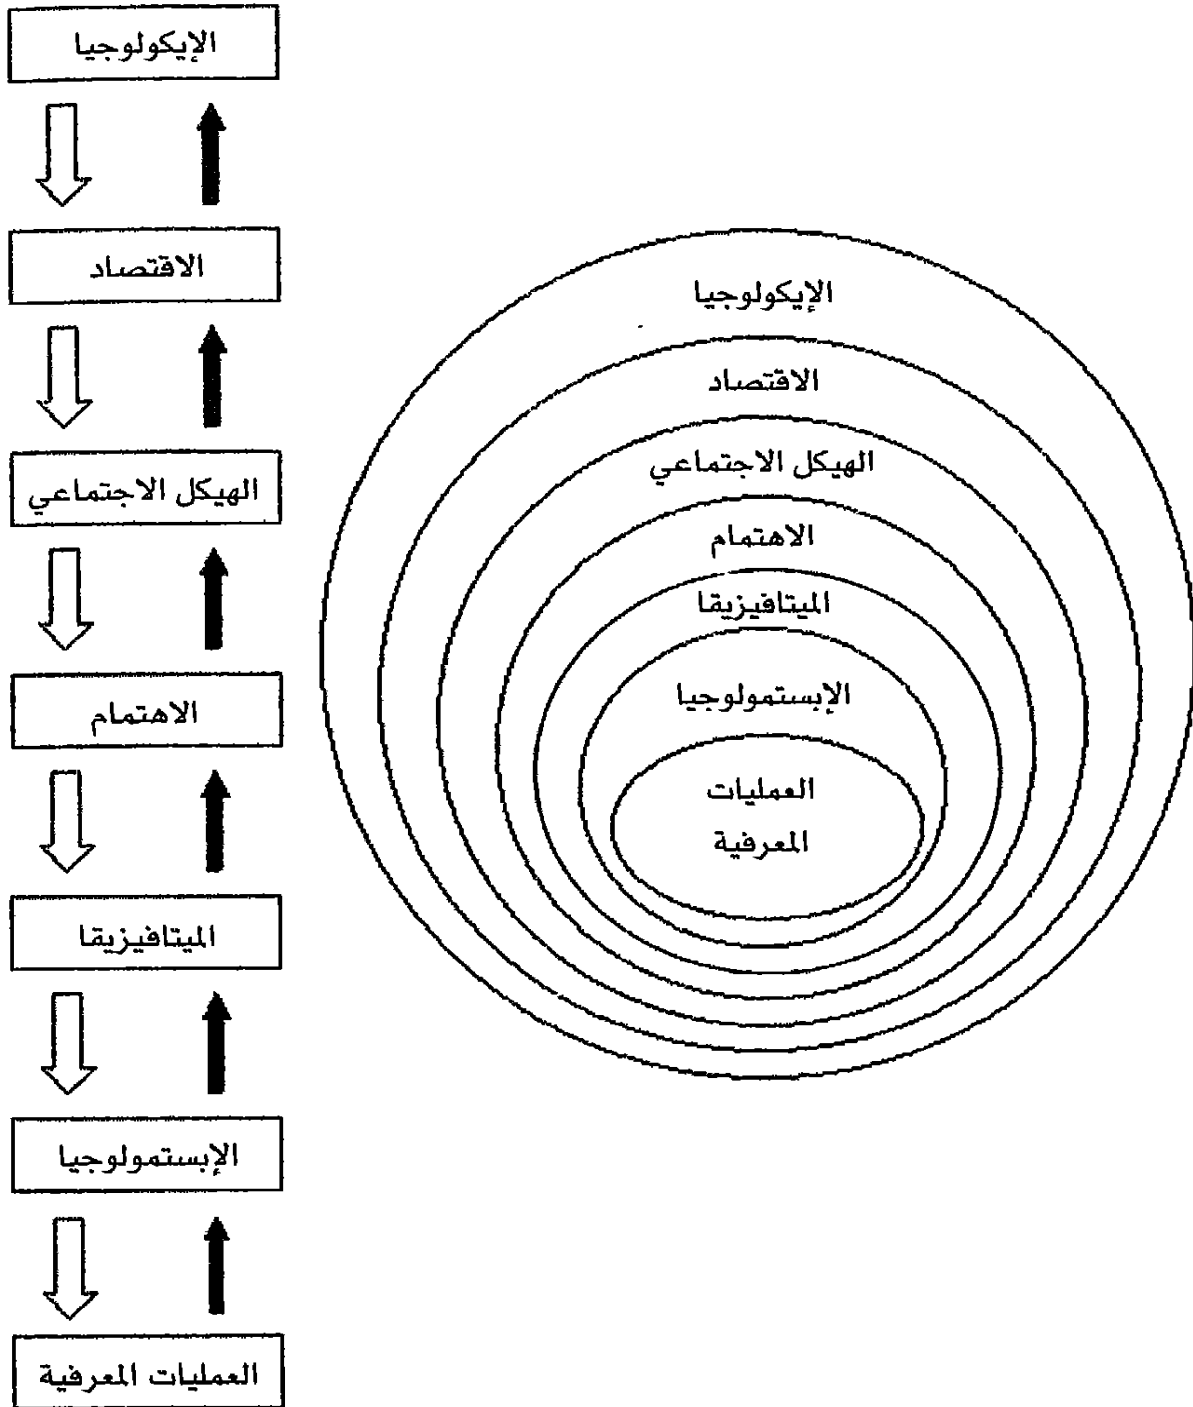 الإيكولوجيا
الاقتصاد
الهيكل الاجتماعي
الاهتمام
الميتافيزيقا
الإبستمولوجيا
العمليات المعرفية
الإيكولوجيا
الاقتصاد
الهيكل الاجتماعي
الاهتمام
الميتافيزيقا
الإبستمولوجيا
العمليات
المعرفية